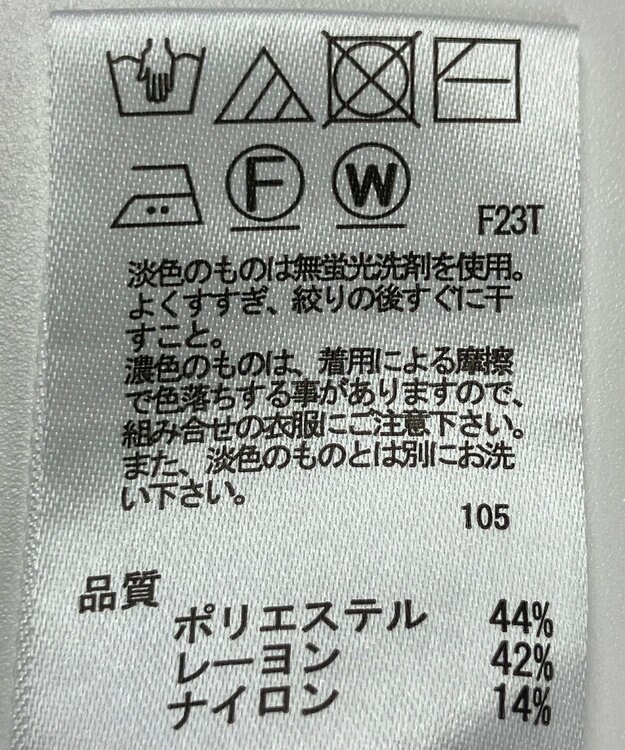 F W
F23T
淡色のものは無蛍光洗剤を使用。
よくすすぎ、絞りの後すぐに干
すこと。
濃色のものは、着用による摩擦
で色落ちする事がありますので、
組み合せの衣服にご注意下さい。
また、淡色のものとは別にお洗
い下さい。
105
品質
ポリエステル 44%
レーヨン 42%
ナイロン 14%